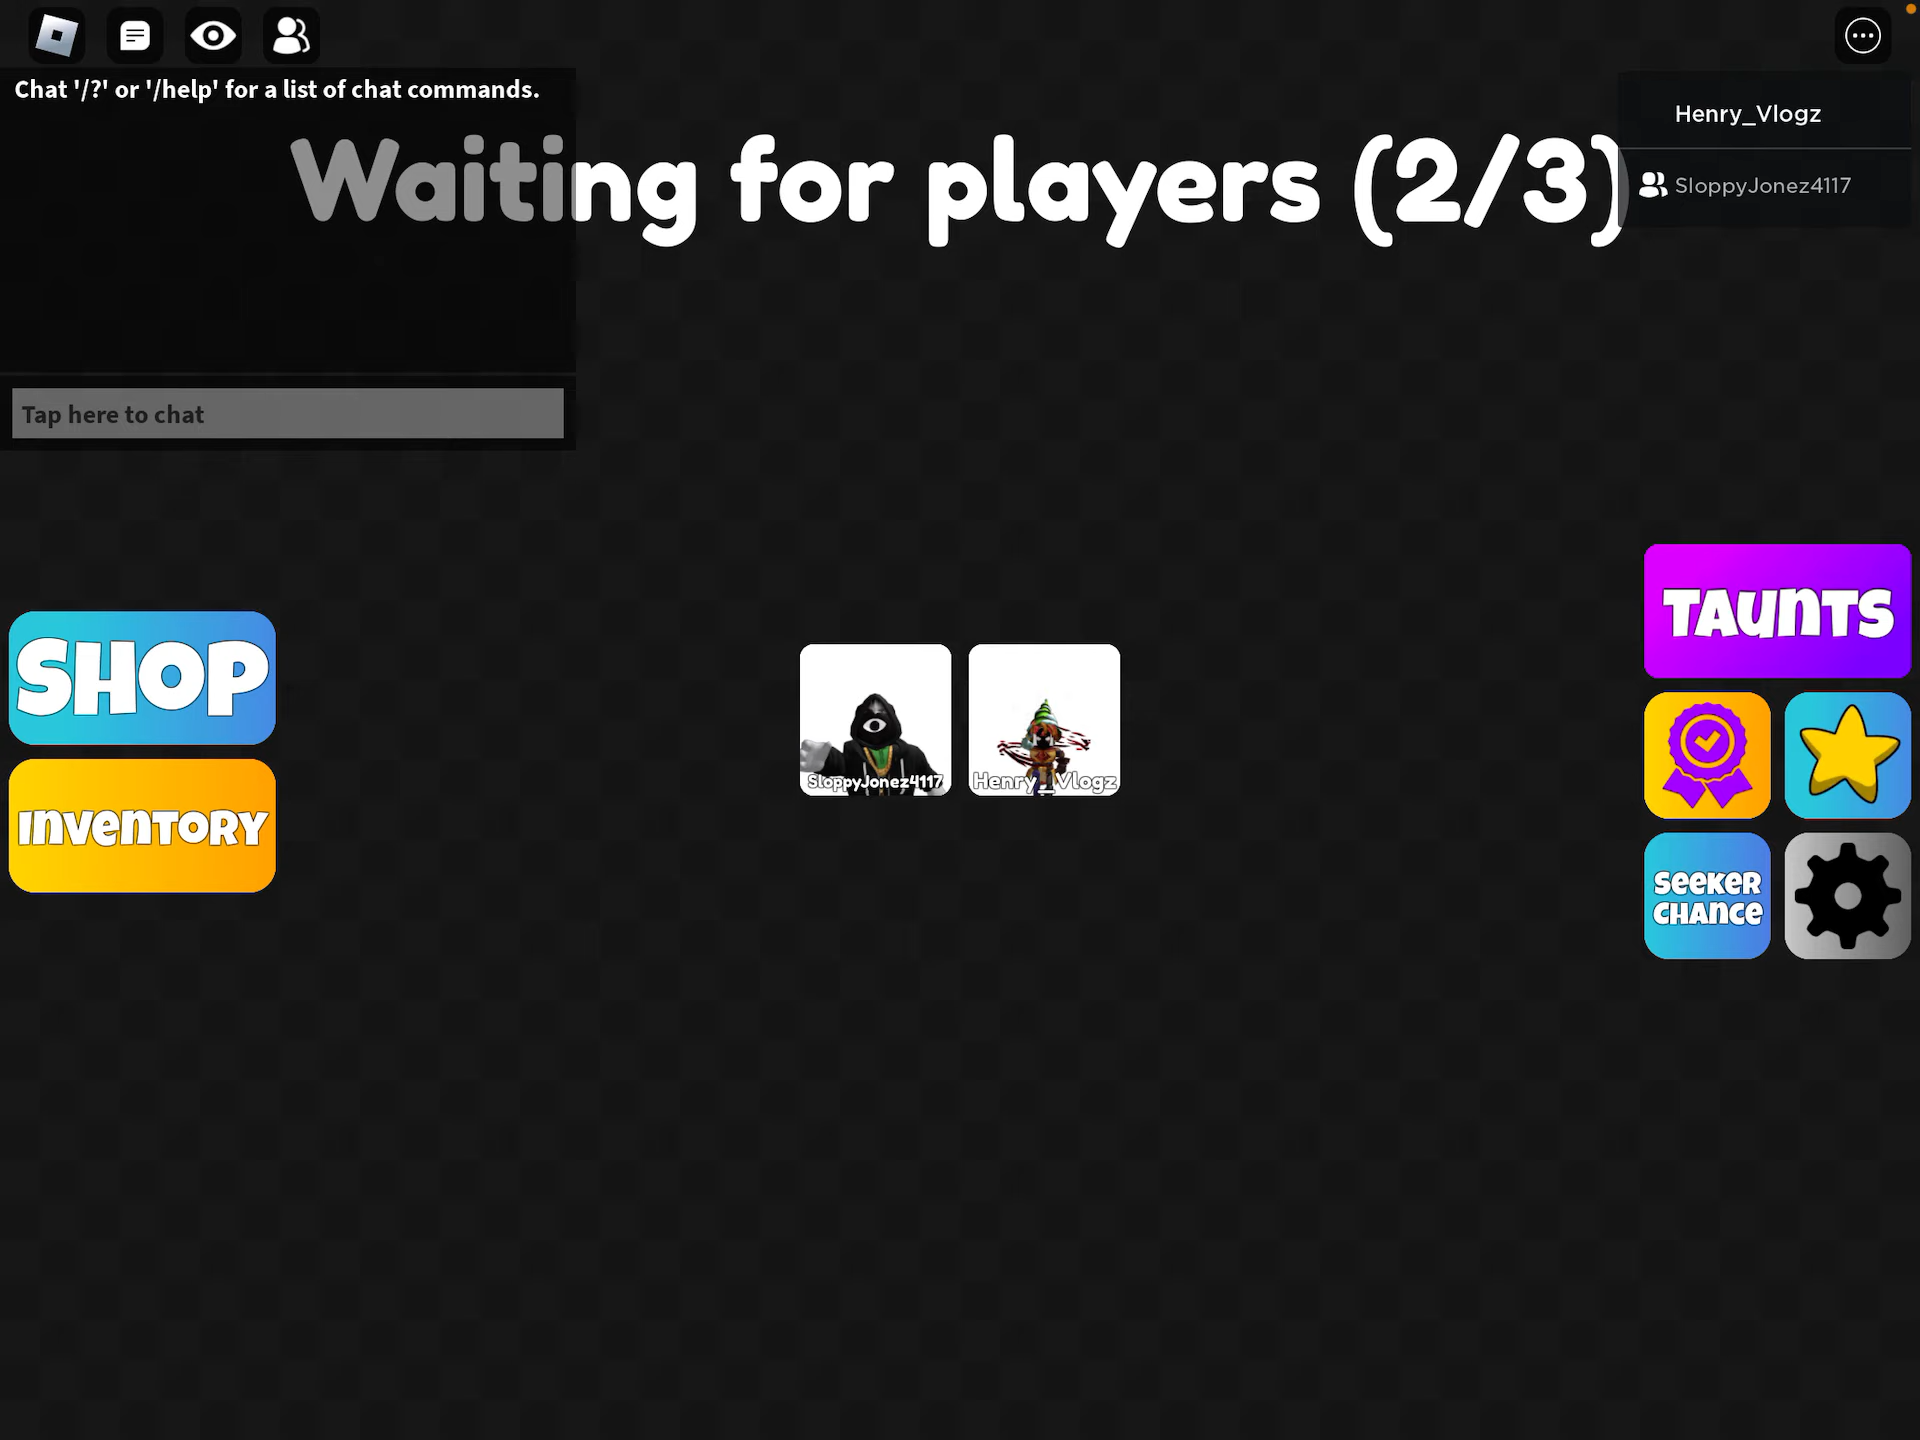 Chat '/?' or '/help' for a list of chat commands.
Waiting for players (2/3)
Henry_Vlogz
SloppyJonez4117
Tap here to chat
SHOP
INVENTORY
TAUNTS
SEEKER
CHANCE
SloppyJonez4117
Henry_Vlogz